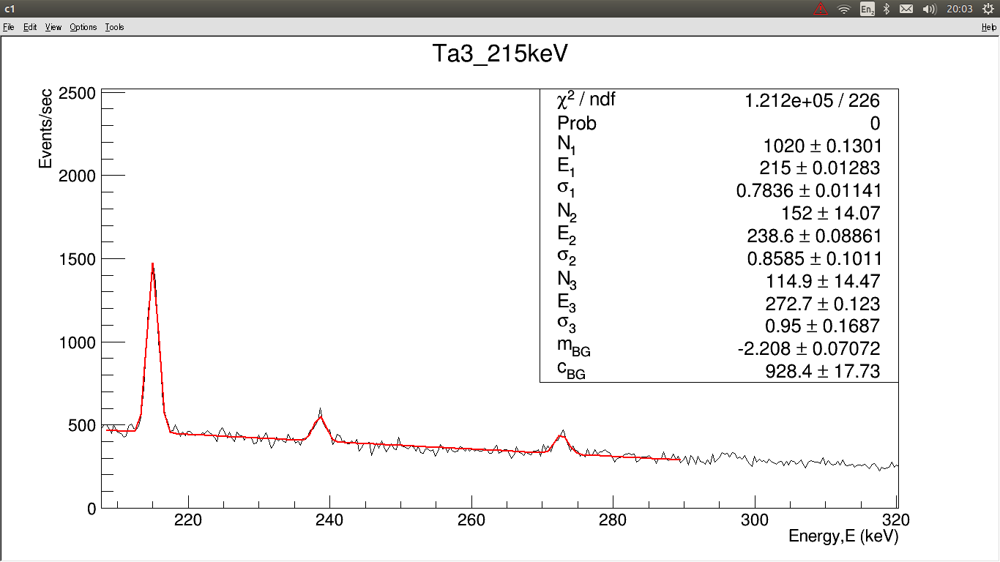 c1
En2 20:03
File Edit View Options Tools Help
Ta3_215keV
Events/sec
2500
2000
1500
1000
500
0
220 240 260 280 300 320
Energy,E (keV)
χ2 / ndf 1.212e+05 / 226
Prob 0
N1 1020 ± 0.1301
E1 215 ± 0.01283
σ1 0.7836 ± 0.01141
N2 152 ± 14.07
E2 238.6 ± 0.08861
σ2 0.8585 ± 0.1011
N3 114.9 ± 14.47
E3 272.7 ± 0.123
σ3 0.95 ± 0.1687
mBG -2.208 ± 0.07072
cBG 928.4 ± 17.73